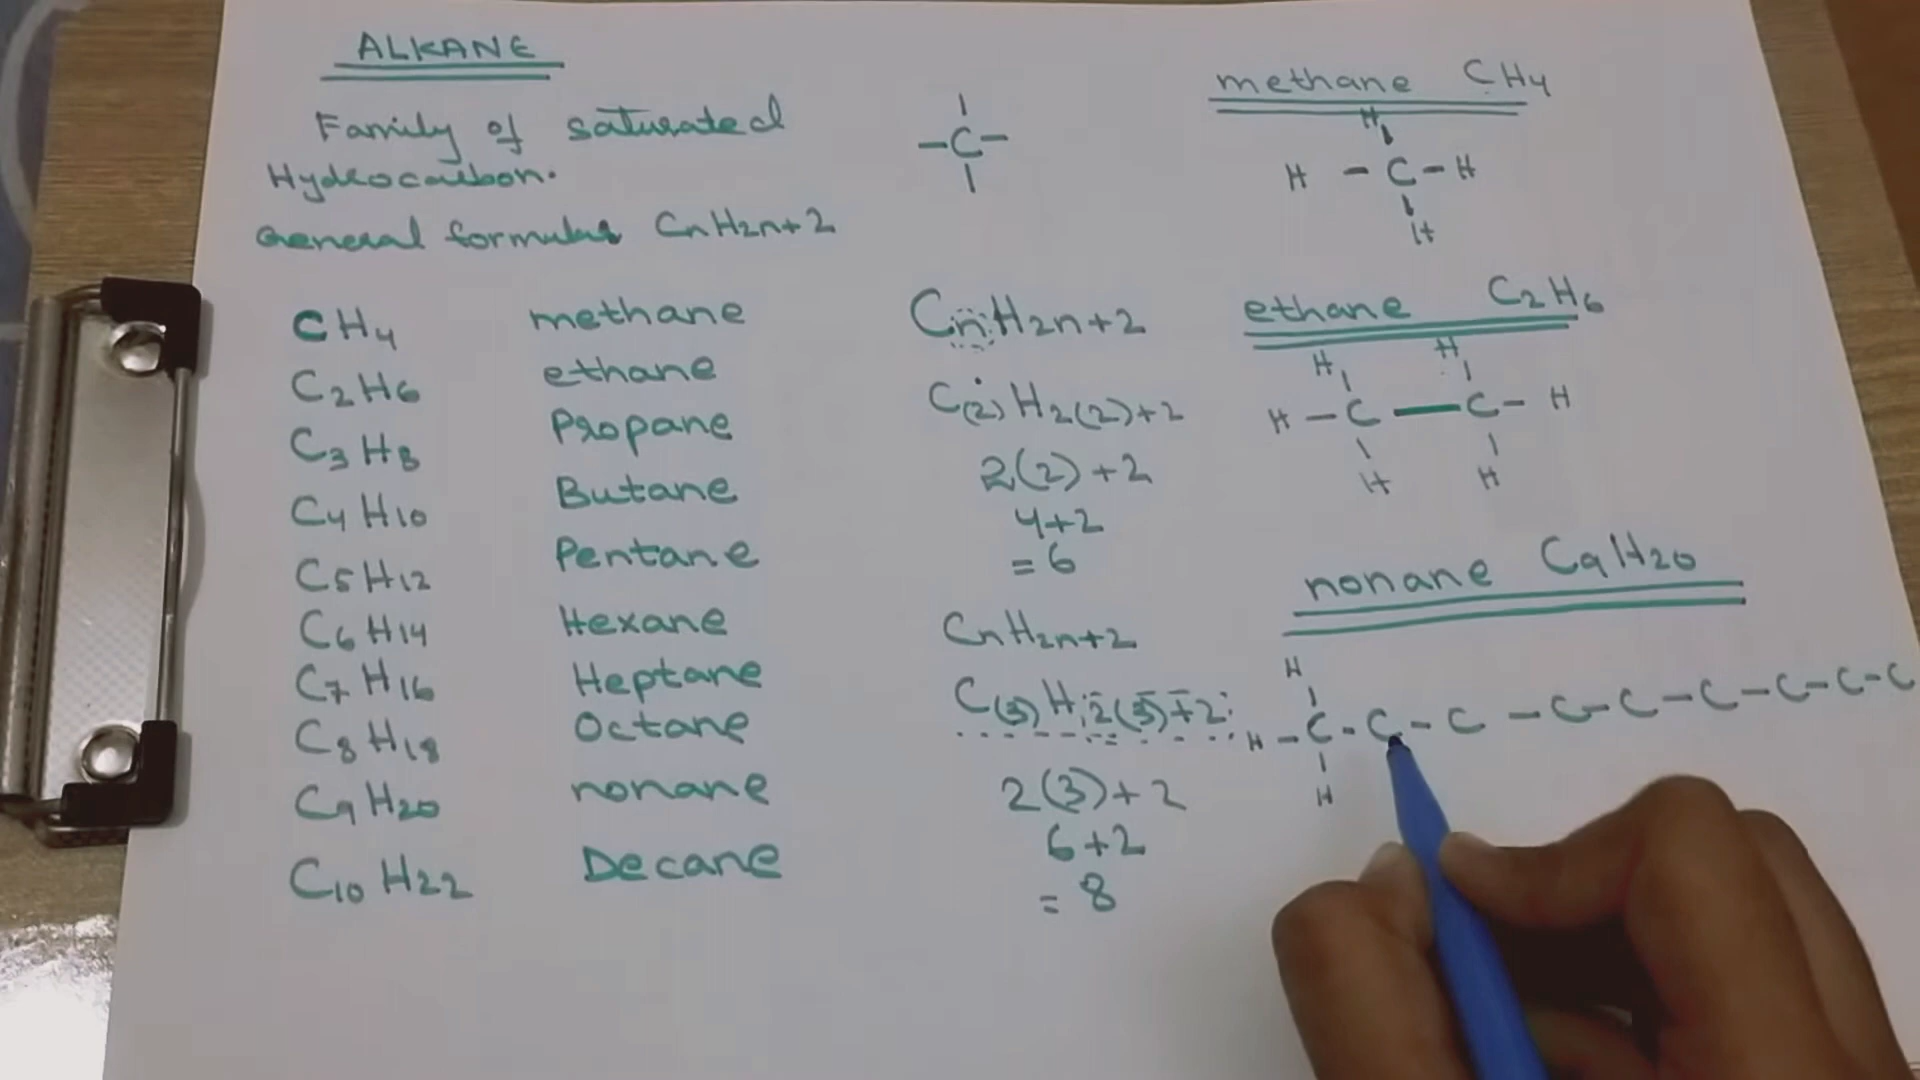 ALKANE
Family of saturated
Hydrocarbon.
General formulas CnH2n+2
CH4 methane
C2H6 ethane
C3H8 Propane
C4H10 Butane
C5H12 Pentane
C6H14 Hexane
C7H16 Heptane
C8H18 Octane
C9H20 nonane
C10H22 Decane
C
CnH2n+2
C(2)H2(2)+2
2(2)+2
4+2
=6
CnH2n+2
C(3)H2(3)+2
2(3)+2
6+2
=8
methane CH4
H
H - C - H
H
ethane C2H6
H H
H - C - C - H
H H
nonane C9H20
H
H - C - C - C - C - C - C - C - C - C
H